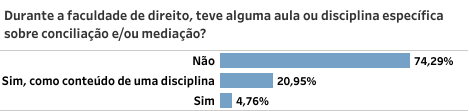 Durante a faculdade de direito, teve alguma aula ou disciplina específica
sobre conciliação e/ou mediação?
Não 74,29%
Sim, como conteúdo de uma disciplina 20,95%
Sim 4,76%